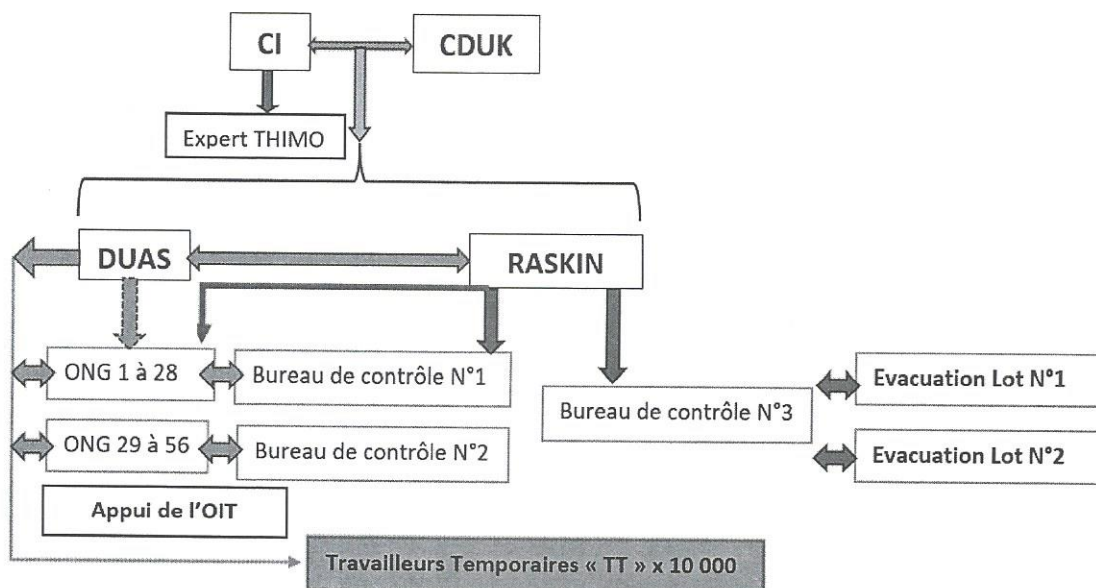 CI
CDUK
Expert THIMO
DUAS
RASKIN
ONG 1 à 28
Bureau de contrôle N°1
Bureau de contrôle N°3
Evacuation Lot N°1
ONG 29 à 56
Bureau de contrôle N°2
Evacuation Lot N°2
Appui de l'OIT
Travailleurs Temporaires « TT » x 10 000